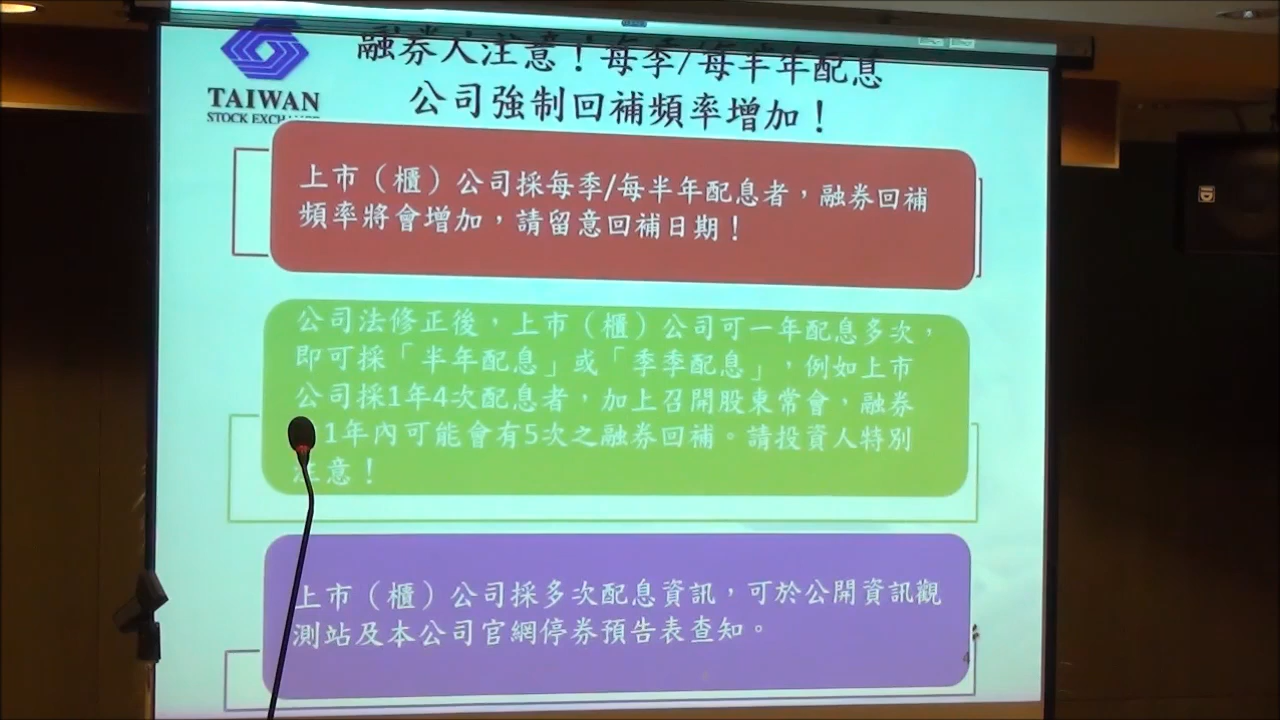 TAIWAN
STOCK EXCHANGE
融券人注意！每季/每半年配息
公司強制回補頻率增加！
上市（櫃）公司採每季/每半年配息者，融券回補
頻率將會增加，請留意回補日期！
公司法修正後，上市（櫃）公司可一年配息多次，
即可採「半年配息」或「季季配息」，例如上市
公司採1年4次配息者，加上召開股東常會，融券
1年內可能會有5次之融券回補。請投資人特別
注意！
上市（櫃）公司採多次配息資訊，可於公開資訊觀
測站及本公司官網停券預告表查知。
4